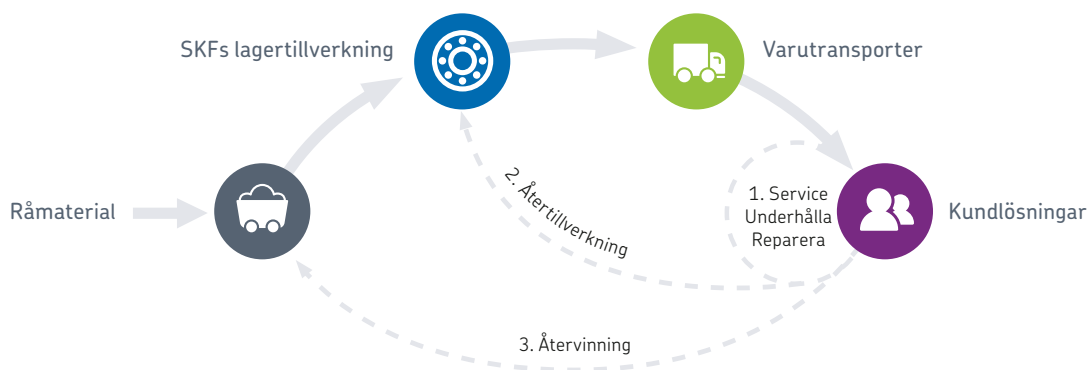 SKFs lagertillverkning
Varutransporter
Råmaterial
2. Återtillverkning
1. Service
Underhålla
Reparera
Kundlösningar
3. Återvinning